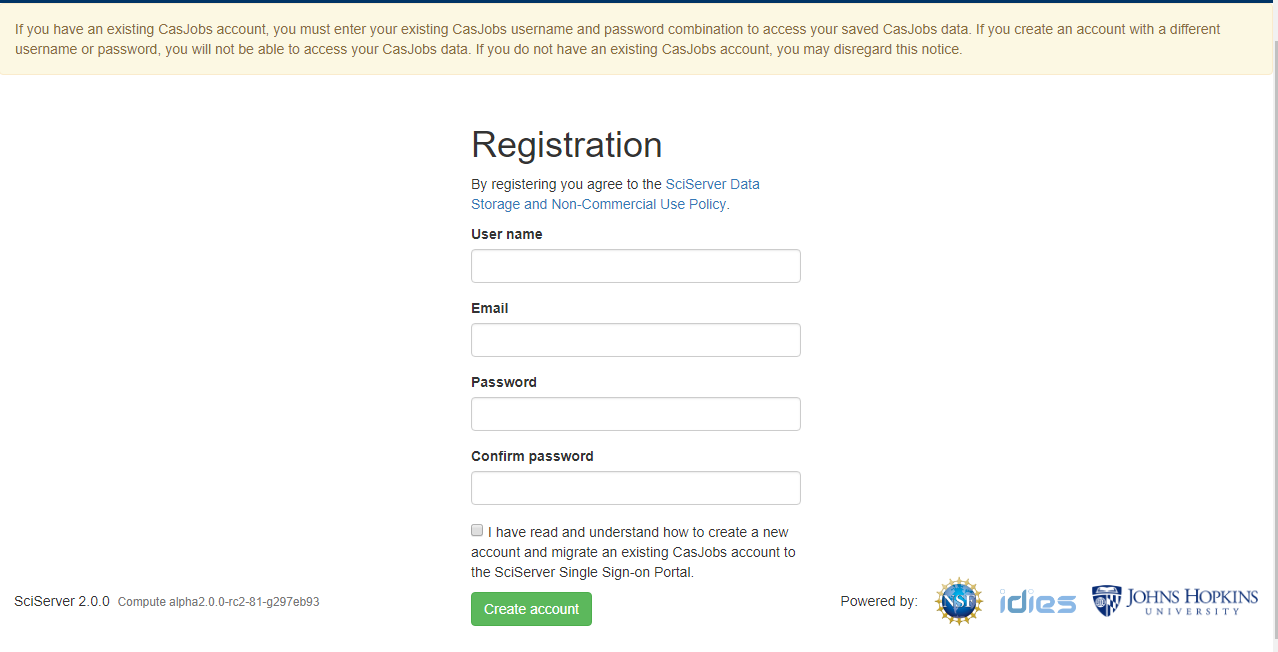 If you have an existing CasJobs account, you must enter your existing CasJobs username and password combination to access your saved CasJobs data. If you create an account with a different
username or password, you will not be able to access your CasJobs data. If you do not have an existing CasJobs account, you may disregard this notice.
Registration
By registering you agree to the SciServer Data
Storage and Non-Commercial Use Policy.
User name
Email
Password
Confirm password
I have read and understand how to create a new
account and migrate an existing CasJobs account to
the SciServer Single Sign-on Portal.
Create account
SciServer 2.0.0 Compute alpha2.0.0-rc2-81-g297eb93
Powered by:
NSF
idies
JOHNS HOPKINS
UNIVERSITY